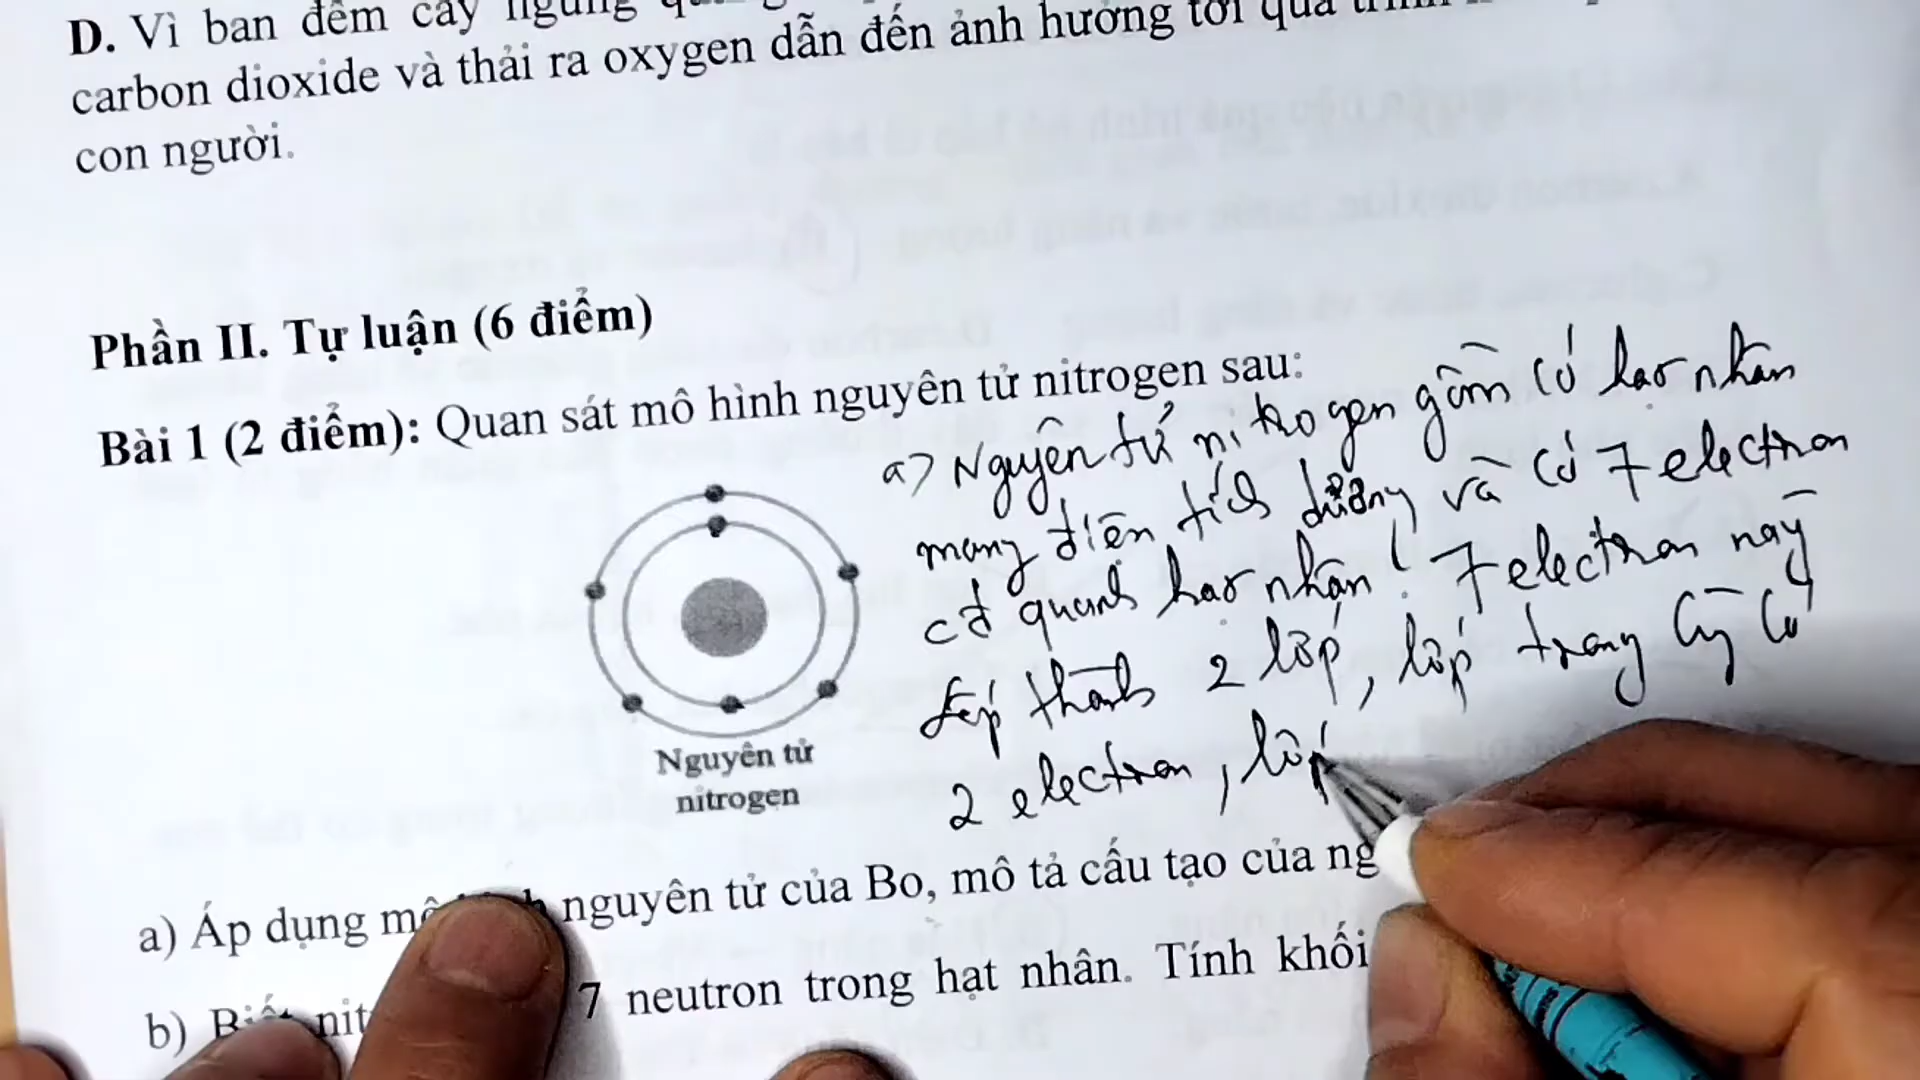 D. Vì ban đêm cây ngừng
carbon dioxide và thải ra oxygen dẫn đến ảnh hưởng tới quá
con người.
Phần II. Tự luận (6 điểm)
Bài 1 (2 điểm): Quan sát mô hình nguyên tử nitrogen sau:
Nguyên tử
nitrogen
a) Nguyên tử nitrogen gồm có hạt nhân
mang điện tích dương và có 7 electron
cđ quanh hạt nhân. 7 electron này
xếp thành 2 lớp, lớp trong cùng có
2 electron, lớp
a) Áp dụng mô nguyên tử của Bo, mô tả cấu tạo của ng
b) Biết nit 7 neutron trong hạt nhân. Tính khối